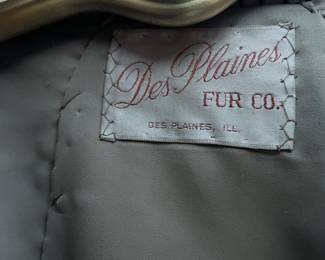 Des Plaines
FUR CO.
DES PLAINES, ILL.